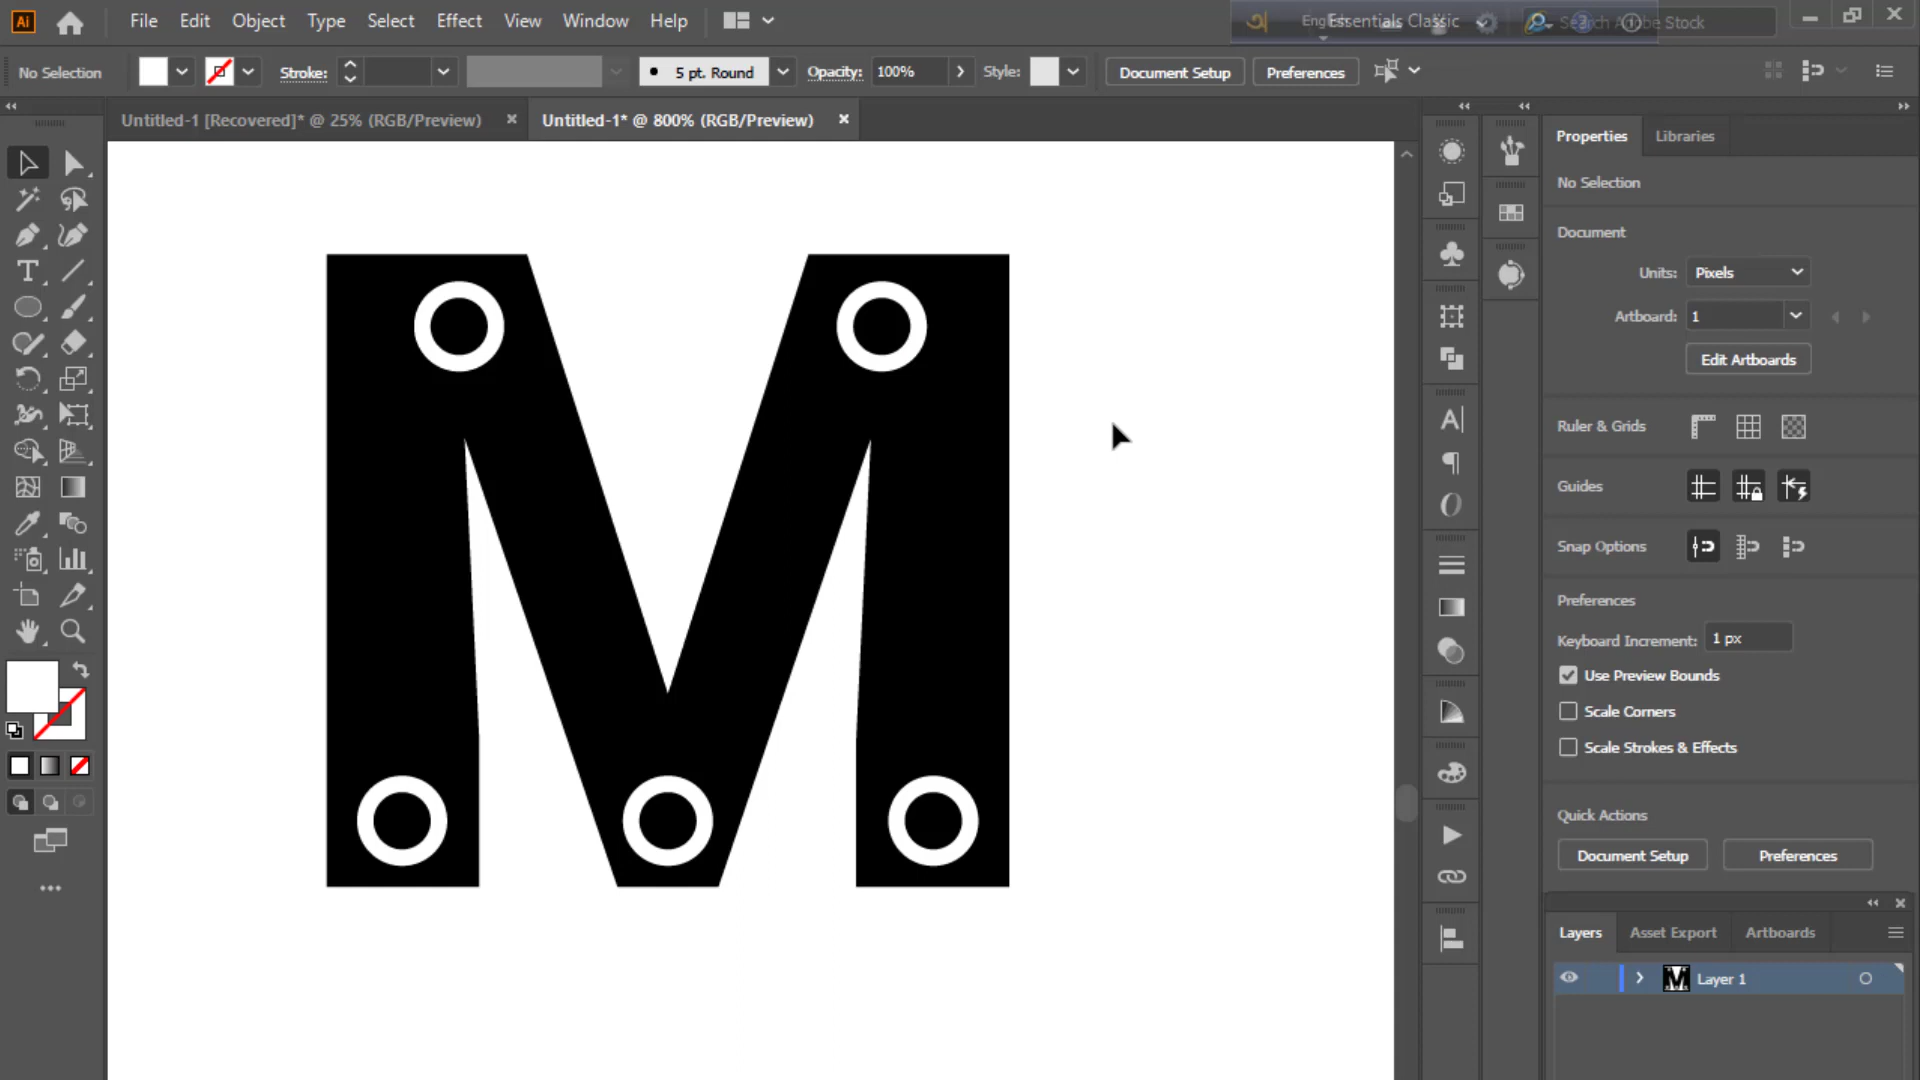 Ai File Edit Object Type Select Effect View Window Help Essentials Classic Search Adobe Stock
No Selection Stroke: 5 pt. Round Opacity: 100% Style: Document Setup Preferences
Untitled-1 [Recovered]* @ 25% (RGB/Preview) Untitled-1* @ 800% (RGB/Preview)
Properties Libraries
No Selection
Document
Units: Pixels
Artboard: 1
Edit Artboards
Ruler & Grids
Guides
Snap Options
Preferences
Keyboard Increment: 1 px
Use Preview Bounds
Scale Corners
Scale Strokes & Effects
Quick Actions
Document Setup Preferences
Layers Asset Export Artboards
Layer 1
M